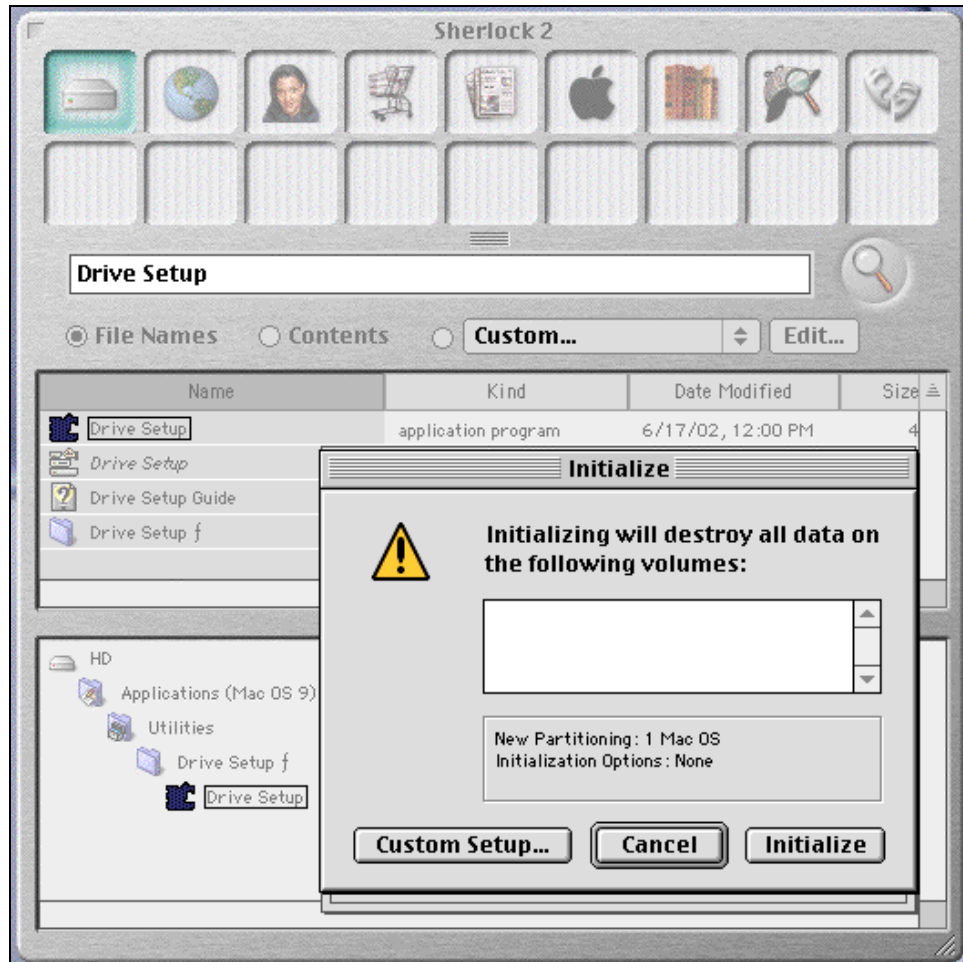 Sherlock 2
Drive Setup
File Names Contents Custom... Edit...
Name Kind Date Modified Size
Drive Setup application program 6/17/02, 12:00 PM 4
Drive Setup
Drive Setup Guide
Drive Setup ƒ
Initialize
Initializing will destroy all data on
the following volumes:
HD
Applications (Mac OS 9)
Utilities
Drive Setup ƒ
Drive Setup
New Partitioning: 1 Mac OS
Initialization Options: None
Custom Setup... Cancel Initialize